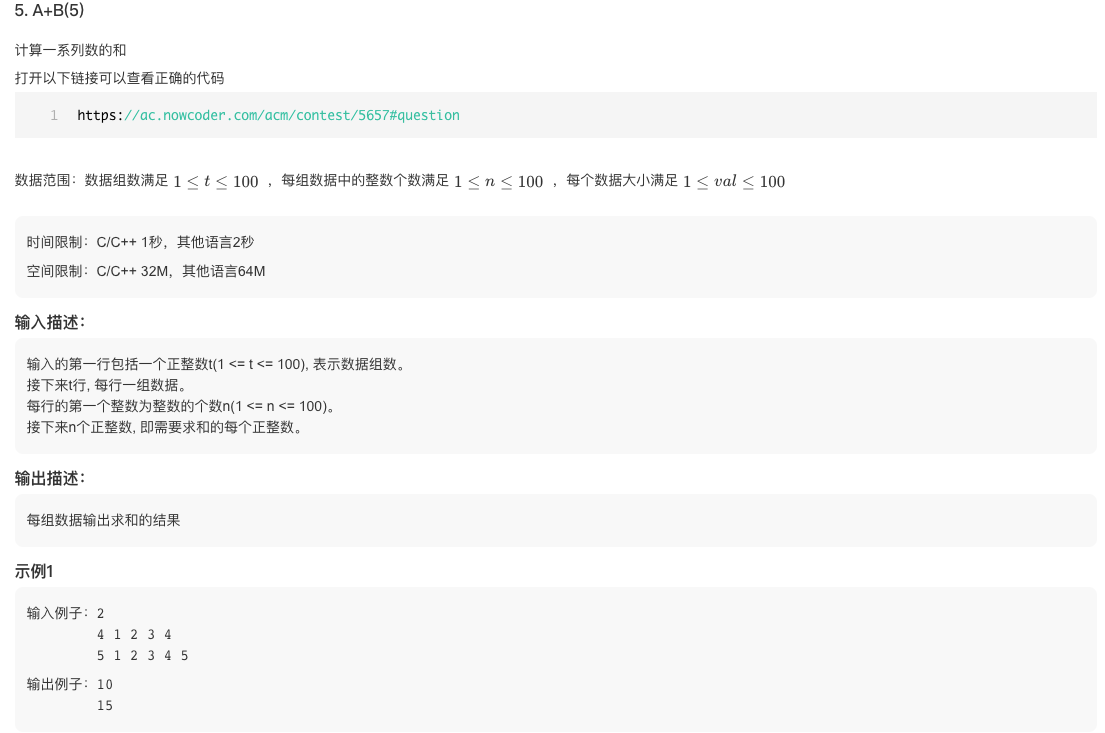 5. A+B(5)
计算一系列数的和
打开以下链接可以查看正确的代码
1 https://ac.nowcoder.com/acm/contest/5657#question
数据范围：数据组数满足 1 ≤ t ≤ 100 ，每组数据中的整数个数满足 1 ≤ n ≤ 100 ，每个数据大小满足 1 ≤ val ≤ 100
时间限制：C/C++ 1秒，其他语言2秒
空间限制：C/C++ 32M，其他语言64M
输入描述：
输入的第一行包括一个正整数t(1 <= t <= 100), 表示数据组数。
接下来t行, 每行一组数据。
每行的第一个整数为整数的个数n(1 <= n <= 100)。
接下来n个正整数, 即需要求和的每个正整数。
输出描述：
每组数据输出求和的结果
示例1
输入例子：2
4 1 2 3 4
5 1 2 3 4 5
输出例子：10
15